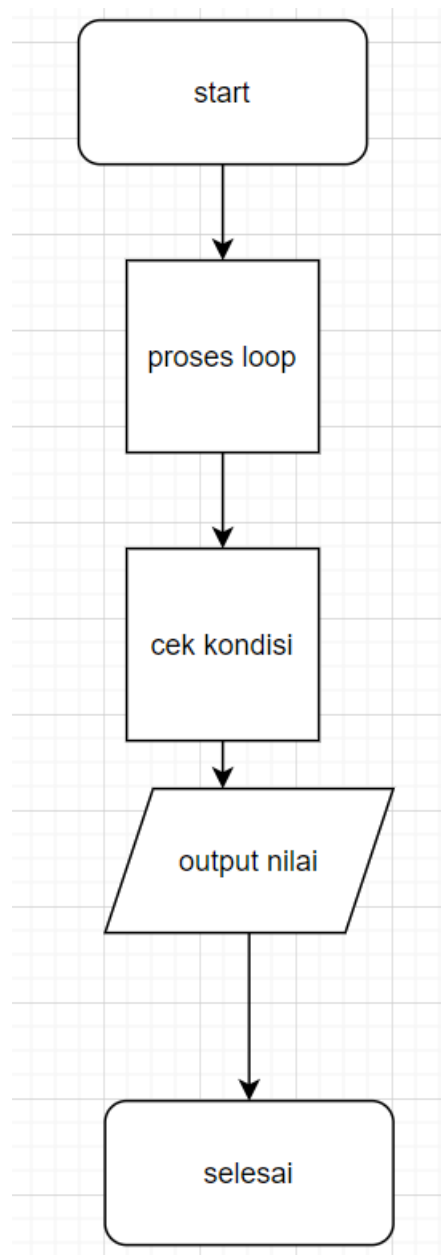 start
proses loop
cek kondisi
output nilai
selesai